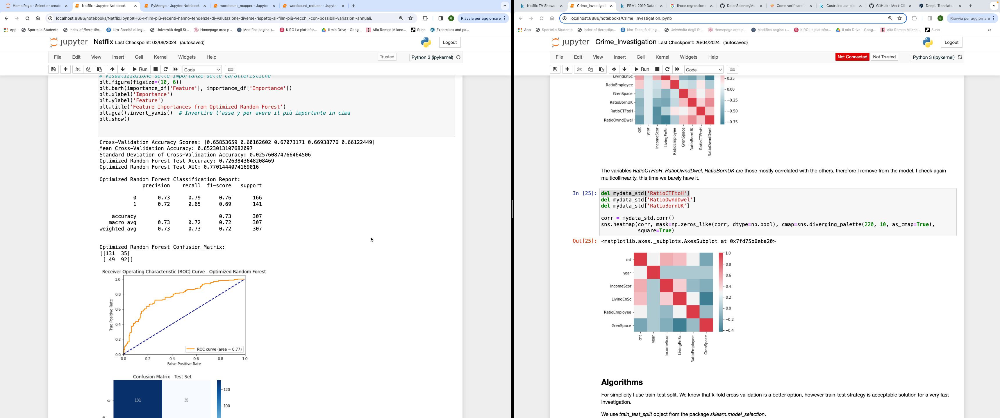 Home Page - Select or create
Netflix - Jupyter Notebook
PyMongo - Jupyter Notebook
wordcount_mapper - Jupyter
wordcount_reducer - Jupyter
localhost:8886/notebooks/Netflix.ipynb#H6:-I-film-più-recenti-hanno-tendenze-di-valutazione-diverse-rispetto-ai-film-più-vecchi,-con-possibili-variazioni-annuali.
G
Riavvia per aggiornare
App
Sportello Studente
Index of /ferretti/c...
kiro-Facoltà di Ing...
Università degli St...
Homepage area p...
Modifica pagina ‹...
KIRO La piattafor...
Il mio Drive - Goog...
Alfa Romeo Milano...
Suno
Excercises and pa...
jupyter Netflix Last Checkpoint: 03/06/2024 (autosaved)
Logout
File Edit View Insert Cell Kernel Widgets Help
Trusted
Python 3 (ipykernel)
Run
Code
# Visualizzazione delle importanze delle caratteristiche
plt.figure(figsize=(10, 6))
plt.barh(importance_df['Feature'], importance_df['Importance'])
plt.xlabel('Importance')
plt.ylabel('Feature')
plt.title('Feature Importances from Optimized Random Forest')
plt.gca().invert_yaxis()  # Invertire l'asse y per avere il più importante in cima
plt.show()
Cross-Validation Accuracy Scores: [0.65853659 0.60162602 0.67073171 0.66938776 0.66122449]
Mean Cross-Validation Accuracy: 0.6523013107682097
Standard Deviation of Cross-Validation Accuracy: 0.025760874766464506
Optimized Random Forest Test Accuracy: 0.7263843648208469
Optimized Random Forest Test AUC: 0.7701444074169016
Optimized Random Forest Classification Report:
precision recall f1-score support
0 0.73 0.79 0.76 166
1 0.72 0.65 0.69 141
accuracy 0.73 307
macro avg 0.73 0.72 0.72 307
weighted avg 0.73 0.73 0.72 307
Optimized Random Forest Confusion Matrix:
[[131  35]
[ 49  92]]
Receiver Operating Characteristic (ROC) Curve - Optimized Random Forest
True Positive Rate
1.0
0.8
0.6
0.4
0.2
0.0
ROC curve (area = 0.77)
0.0 0.2 0.4 0.6 0.8 1.0
False Positive Rate
Confusion Matrix - Test Set
0
131
35
120
100
Netflix TV Shows
Crime_Investigati
PRML 2019 Data
linear regression
Data-Science/Mu
Come verificare l
Costruire una pip
GitHub - Mert-Ci
DeepL Translate:
localhost:8886/notebooks/Crime_Investigation.ipynb
G
Riavvia per aggiornare
App
Sportello Studente
Index of /ferretti/c...
kiro-Facoltà di Ing...
Università degli St...
Homepage area p...
Modifica pagina ‹...
KIRO La piattafor...
Il mio Drive - Goog...
Alfa Romeo Milano...
Suno
jupyter Crime_Investigation Last Checkpoint: 26/04/2024 (autosaved)
Logout
File Edit View Insert Cell Kernel Widgets Help
Not Connected
Not Trusted
Python 3 (ipykernel)
Run
Code
LivingEnSc
RatioEmployee
GrenSpace
RatioBornUK
RatioCTFtoH
RatioOwndDwel
0.25
0.00
−0.25
−0.50
−0.75
cnt
year
IncomeScor
LivingEnSc
RatioEmployee
GrenSpace
RatioBornUK
RatioCTFtoH
RatioOwndDwel
The variables RatioCTFtoH, RatioOwndDwel, RatioBornUK are those mostly correlated with the others, therefore I remove from the model. I check again
multicollinearity, this time we barely have it.
In [25]:
del mydata_std['RatioCTFtoH']
del mydata_std['RatioOwndDwel']
del mydata_std['RatioBornUK']
corr = mydata_std.corr()
sns.heatmap(corr, mask=np.zeros_like(corr, dtype=np.bool), cmap=sns.diverging_palette(220, 10, as_cmap=True),
square=True)
Out[25]: <matplotlib.axes._subplots.AxesSubplot at 0x7fd75b6eba20>
cnt
year
IncomeScor
LivingEnSc
RatioEmployee
GrenSpace
1.0
0.8
0.6
0.4
0.2
0.0
−0.2
−0.4
cnt
year
IncomeScor
LivingEnSc
RatioEmployee
GrenSpace
Algorithms
For simplicity I use train-test split. We know that k-fold cross validation is a better option, however train-test strategy is acceptable solution for a very fast
investigation.
We use train_test_split object from the package sklearn.model_selection.